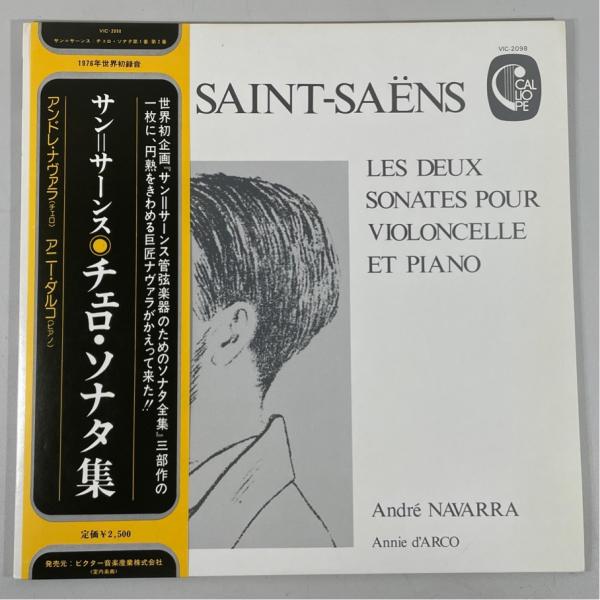 VIC-2098
サン=サーンス:チェロ・ソナタ第1番 第2番
1976年世界初録音
サン=サーンス◉チェロ・ソナタ集
アンドレ・ナヴァラ(チェロ) アニー・ダルコ(ピアノ)
世界初企画『サン=サーンス管弦楽器のためのソナタ全集』三部作の
一枚に、円熟をきわめる巨匠ナヴァラがかえって来た!!
定価¥2,500
発売元:ビクター音楽産業株式会社
(室内楽㊸)
VIC-2098
CALLIOPE
SAINT-SAËNS
LES DEUX
SONATES POUR
VIOLONCELLE
ET PIANO
André NAVARRA
Annie d'ARCO